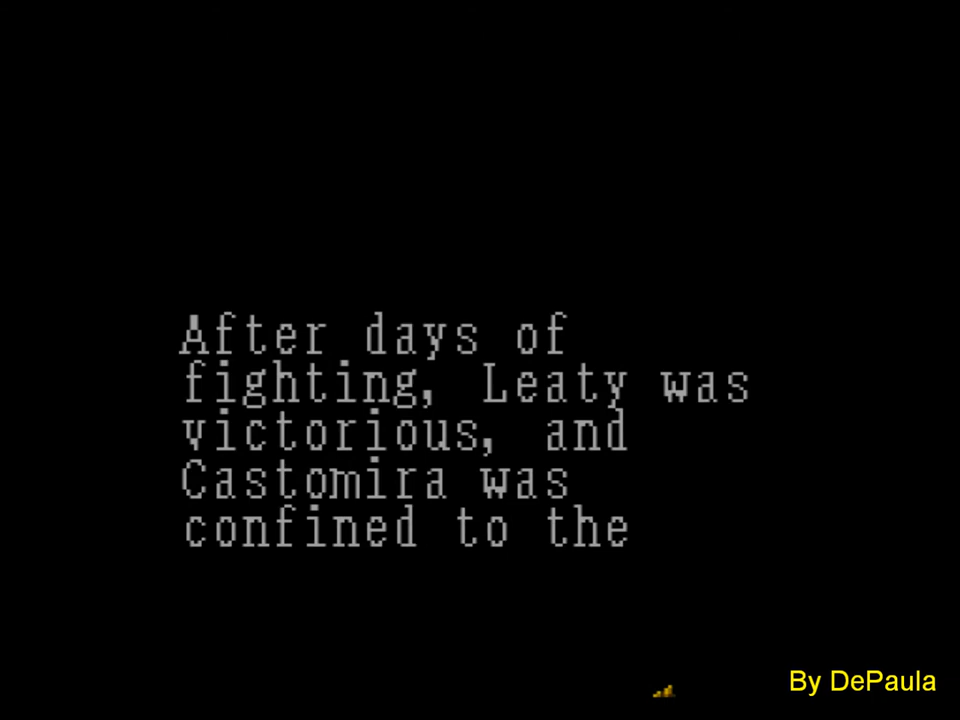 After days of
fighting, Leaty was
victorious, and
Castomira was
confined to the
By DePaula